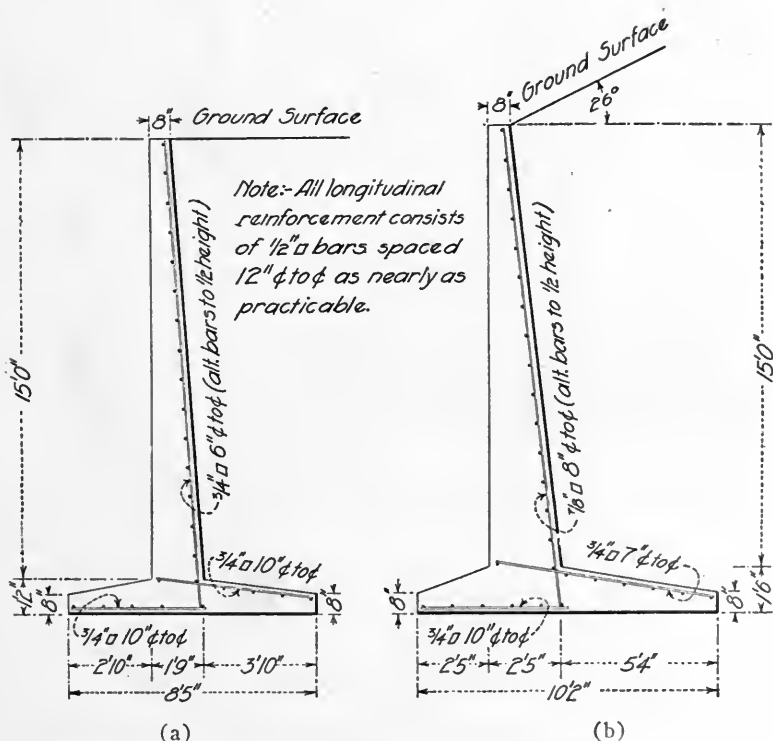 8"
Ground Surface
15'0"
Note:- All longitudinal
reinforcement consists
of 1/2"□ bars spaced
12"¢to¢ as nearly as
practicable.
3/4"□ 6"¢to¢ (alt. bars to 1/2 height)
3/4"□ 10"¢to¢
12"
8"
8"
3/4"□ 10"¢to¢
2'10"
1'9"
3'10"
8'5"
(a)
8"
Ground Surface
26°
15'0"
7/8"□ 8"¢to¢ (alt. bars to 1/2 height)
3/4"□ 7"¢to¢
8"
8"
1'6"
3/4"□ 10"¢to¢
2'5"
2'5"
5'4"
10'2"
(b)